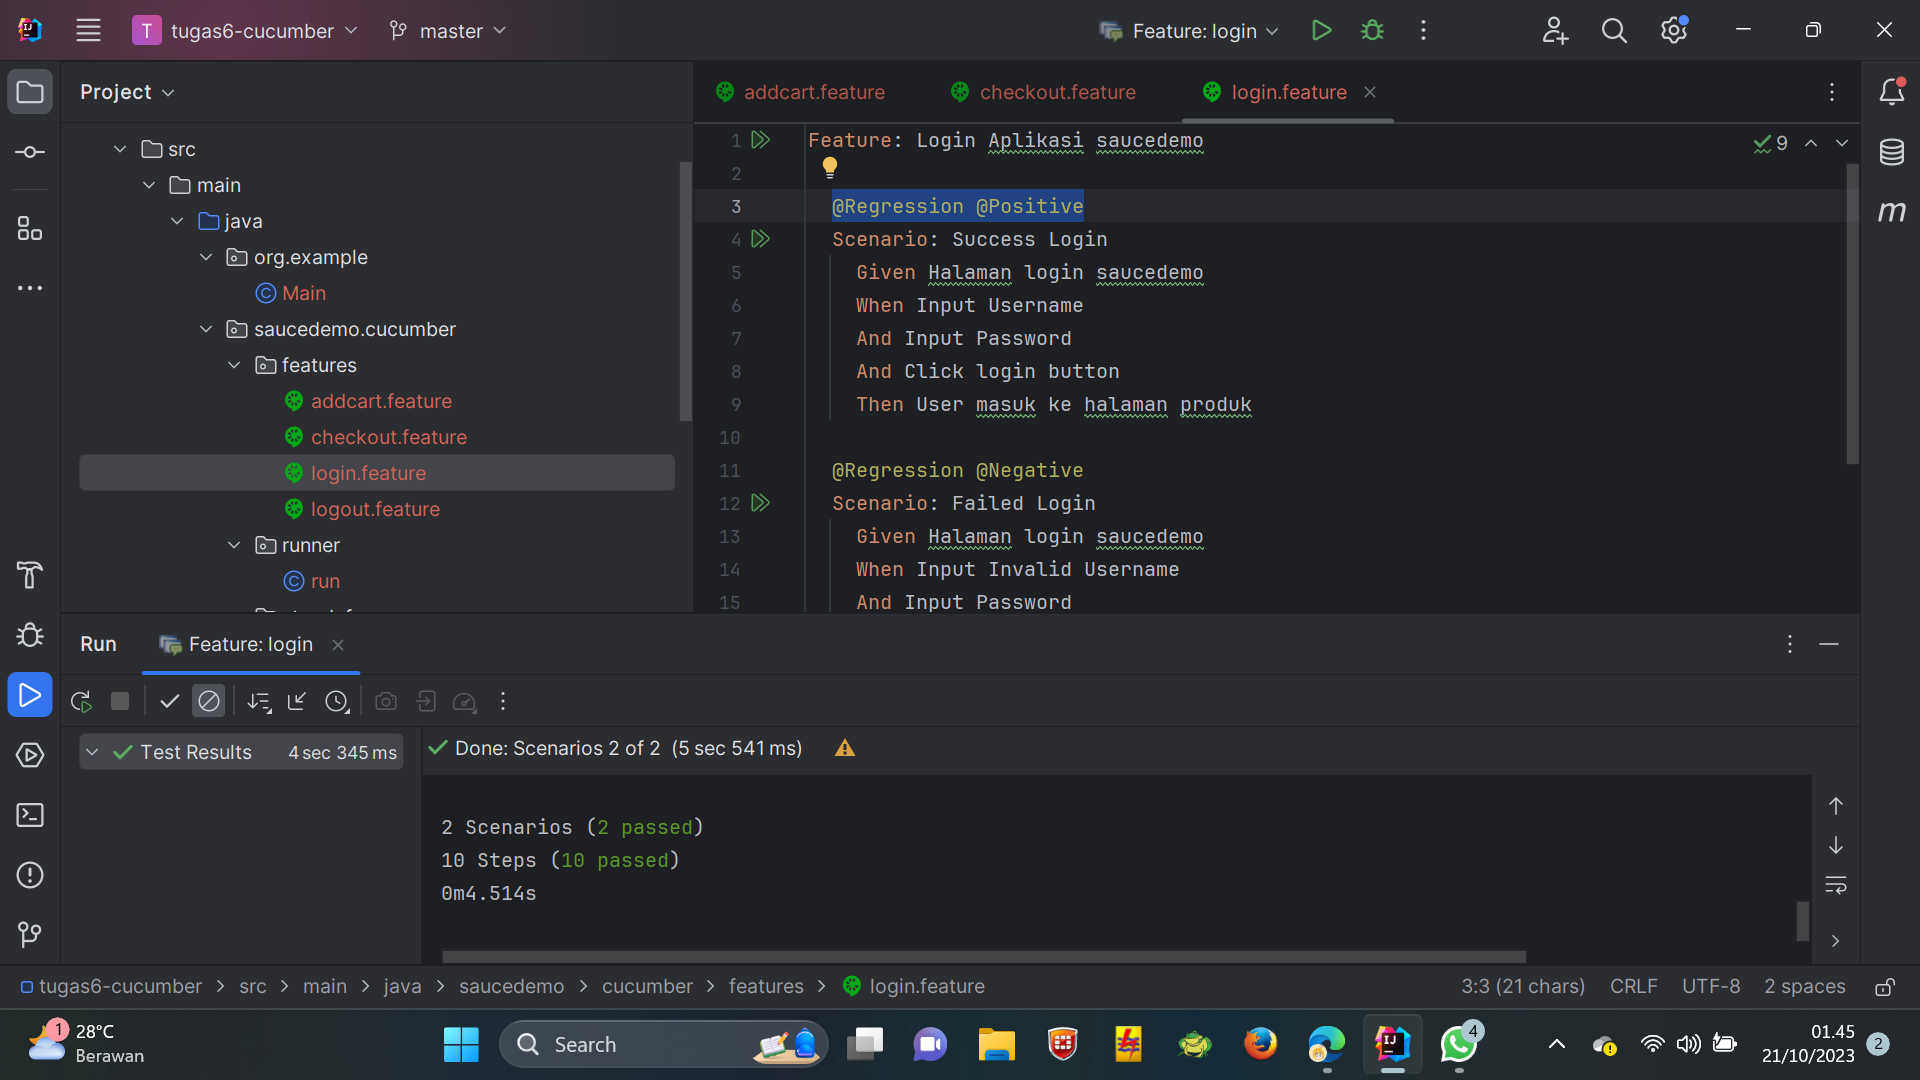 T tugas6-cucumber master Feature: login
Project
src
main
java
org.example
Main
saucedemo.cucumber
features
addcart.feature
checkout.feature
login.feature
logout.feature
runner
run
addcart.feature checkout.feature login.feature
1 Feature: Login Aplikasi saucedemo
9
2
3 @Regression @Positive
4 Scenario: Success Login
5 Given Halaman login saucedemo
6 When Input Username
7 And Input Password
8 And Click login button
9 Then User masuk ke halaman produk
10
11 @Regression @Negative
12 Scenario: Failed Login
13 Given Halaman login saucedemo
14 When Input Invalid Username
15 And Input Password
m
Run Feature: login
Test Results 4 sec 345 ms
Done: Scenarios 2 of 2 (5 sec 541 ms)
2 Scenarios (2 passed)
10 Steps (10 passed)
0m4.514s
tugas6-cucumber > src > main > java > saucedemo > cucumber > features > login.feature
3:3 (21 chars) CRLF UTF-8 2 spaces
1
28°C
Berawan
Search
IJ
4
01.45
21/10/2023
2